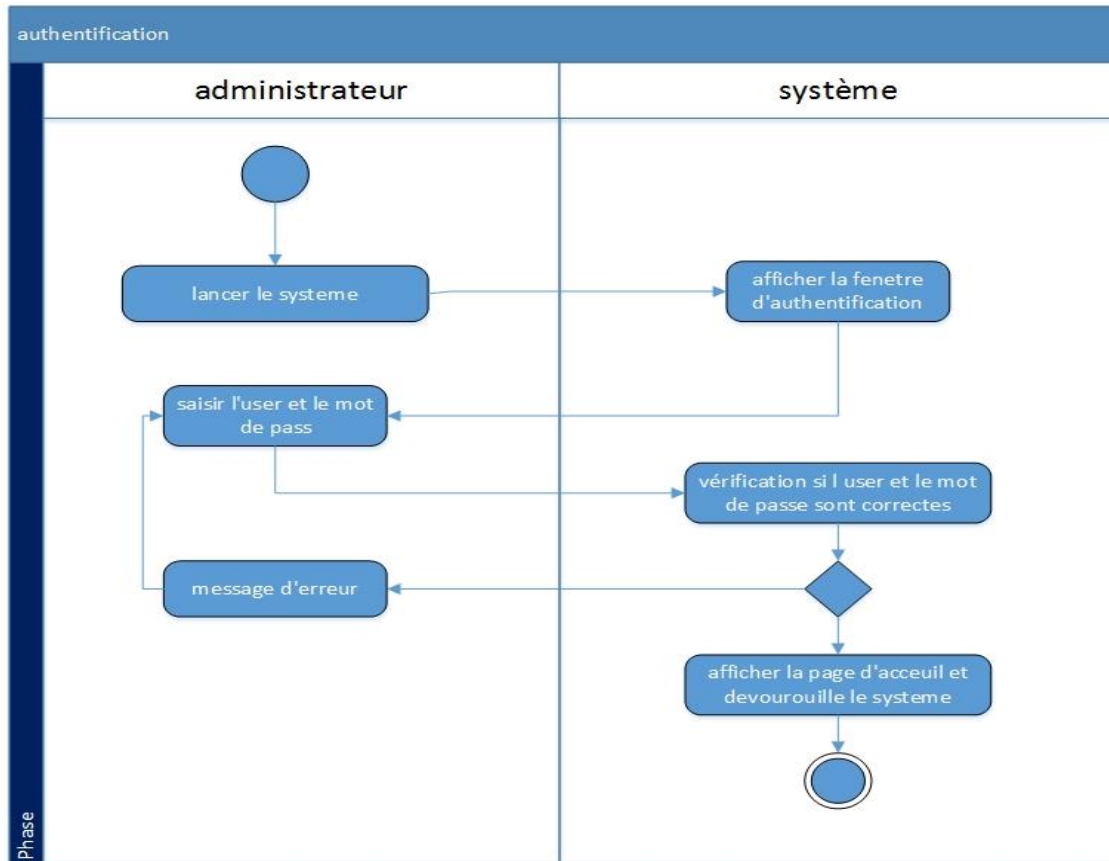 authentification
administrateur
système
lancer le systeme
afficher la fenetre
d'authentification
saisir l'user et le mot
de pass
vérification si l user et le mot
de passe sont correctes
message d'erreur
afficher la page d'acceuil et
devourouille le systeme
Phase